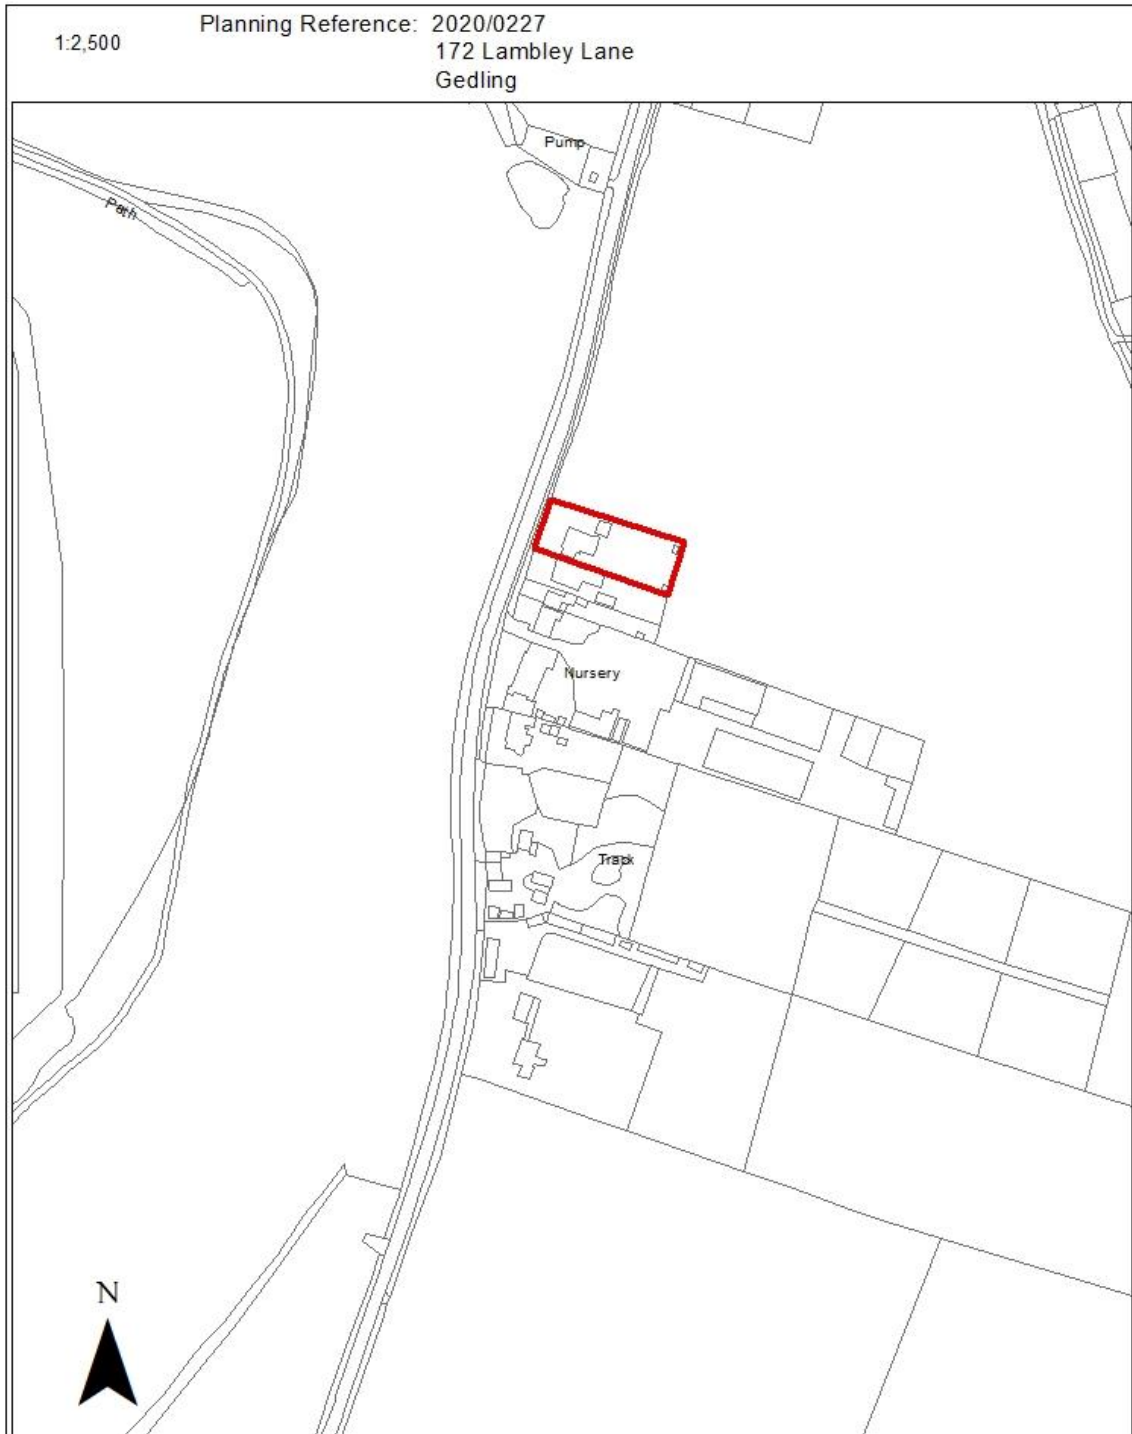 Planning Reference: 2020/0227
1:2,500
172 Lambley Lane
Gedling
Pump
Path
Nursery
Track
N